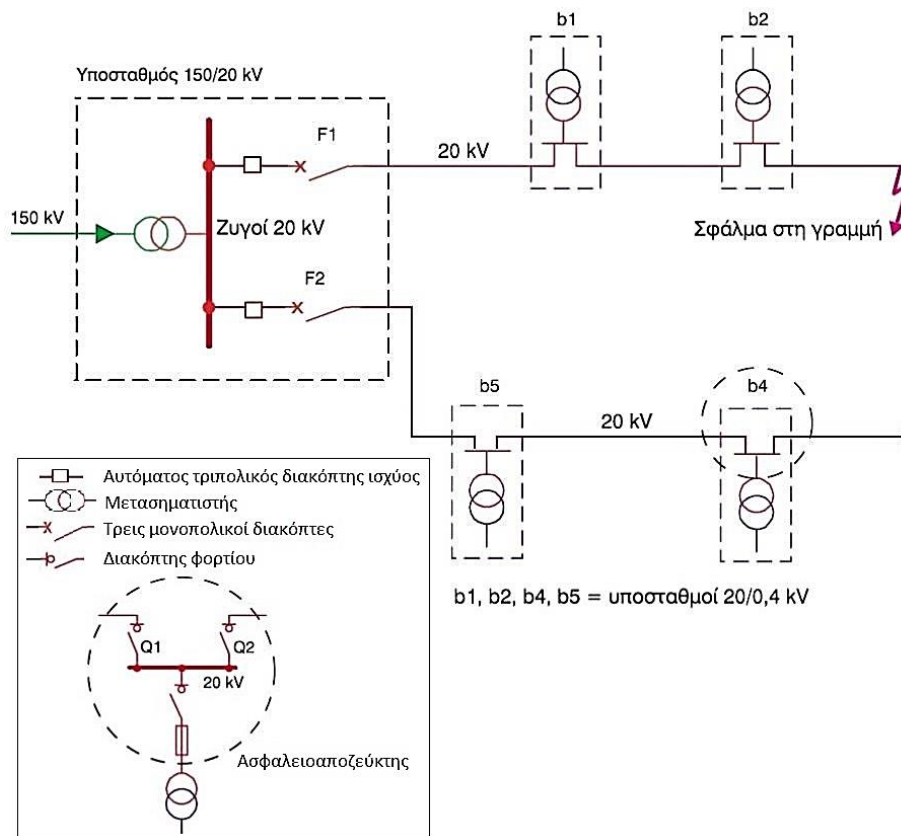 b1
b2
Υποσταθμός 150/20 kV
F1
20 kV
150 kV
Ζυγοί 20 kV
Σφάλμα στη γραμμή
F2
b5
20 kV
b4
Αυτόματος τριπολικός διακόπτης ισχύος
Μετασηματιστής
Τρεις μονοπολικοί διακόπτες
Διακόπτης φορτίου
b1, b2, b4, b5 = υποσταθμοί 20/0,4 kV
Q1
Q2
20 kV
Ασφαλειοαποζεύκτης